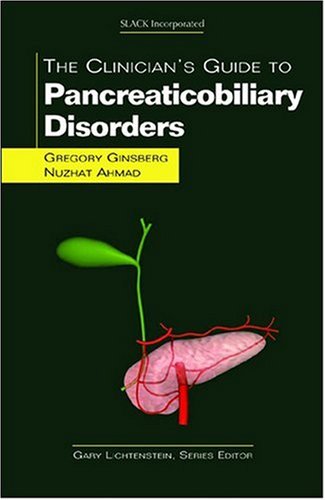 SLACK Incorporated
THE CLINICIAN'S GUIDE TO
Pancreaticobiliary
Disorders
GREGORY GINSBERG
NUZHAT AHMAD
GARY LICHTENSTEIN, SERIES EDITOR